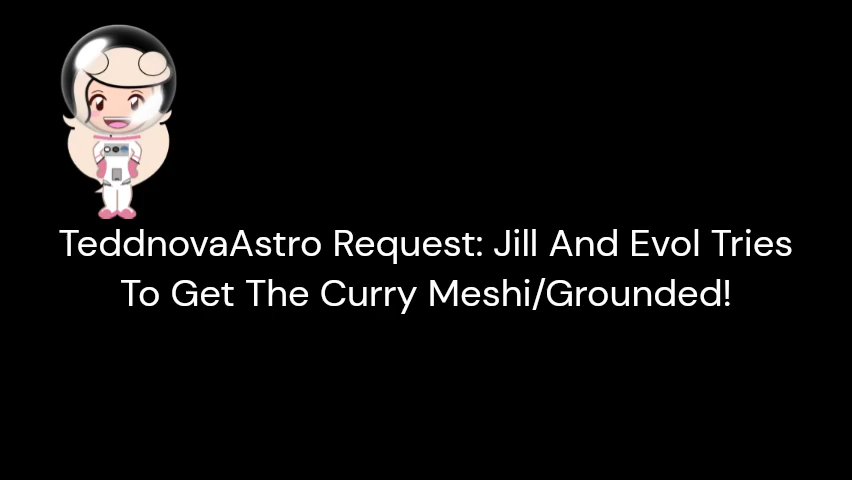 TeddnovaAstro Request: Jill And Evol Tries
To Get The Curry Meshi/Grounded!